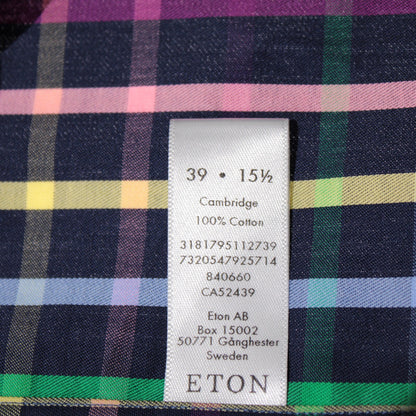 39 • 15½
Cambridge
100% Cotton
3181795112739
7320547925714
840660
CA52439
Eton AB
Box 15002
50771 Gånghester
Sweden
ETON